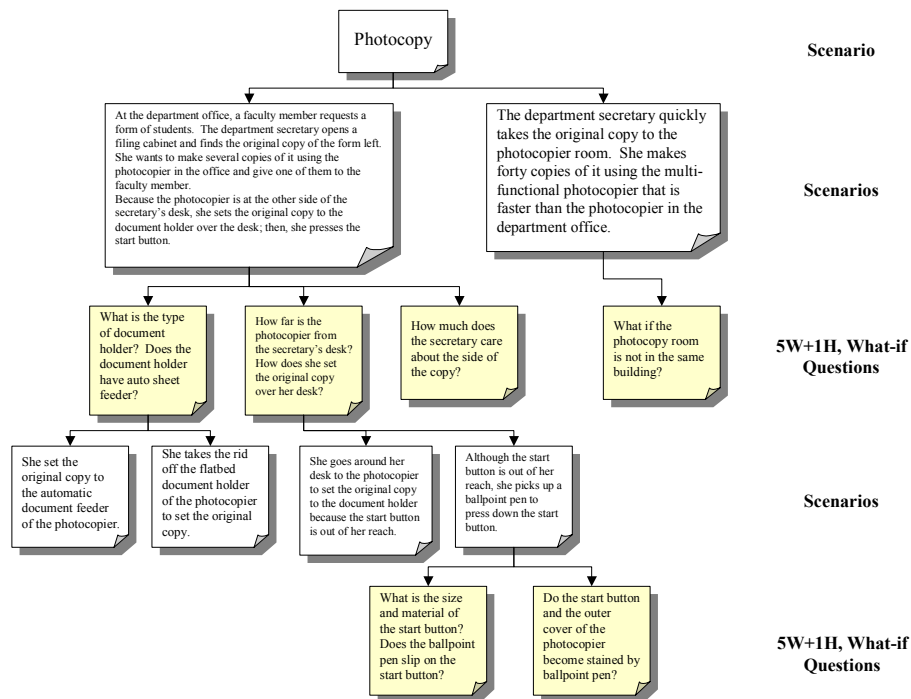 Photocopy
Scenario
At the department office, a faculty member requests a
form of students. The department secretary opens a
filing cabinet and finds the original copy of the form left.
She wants to make several copies of it using the
photocopier in the office and give one of them to the
faculty member.
Because the photocopier is at the other side of the
secretary's desk, she sets the original copy to the
document holder over the desk; then, she presses the
start button.
The department secretary quickly
takes the original copy to the
photocopier room. She makes
forty copies of it using the multi-
functional photocopier that is
faster than the photocopier in the
department office.
Scenarios
What is the type
of document
holder? Does the
document holder
have auto sheet
feeder?
How far is the
photocopier from
the secretary's desk?
How does she set
the original copy
over her desk?
How much does
the secretary care
about the side of
the copy?
What if the
photocopy room
is not in the same
building?
5W+1H, What-if
Questions
She set the
original copy to
the automatic
document feeder
of the photocopier.
She takes the rid
off the flatbed
document holder
of the photocopier
to set the original
copy.
She goes around her
desk to the photocopier
to set the original copy
to the document holder
because the start button
is out of her reach.
Although the start
button is out of her
reach, she picks up a
ballpoint pen to
press down the start
button.
Scenarios
What is the size
and material of
the start button?
Does the ballpoint
pen slip on the
start button?
Do the start button
and the outer
cover of the
photocopier
become stained by
ballpoint pen?
5W+1H, What-if
Questions